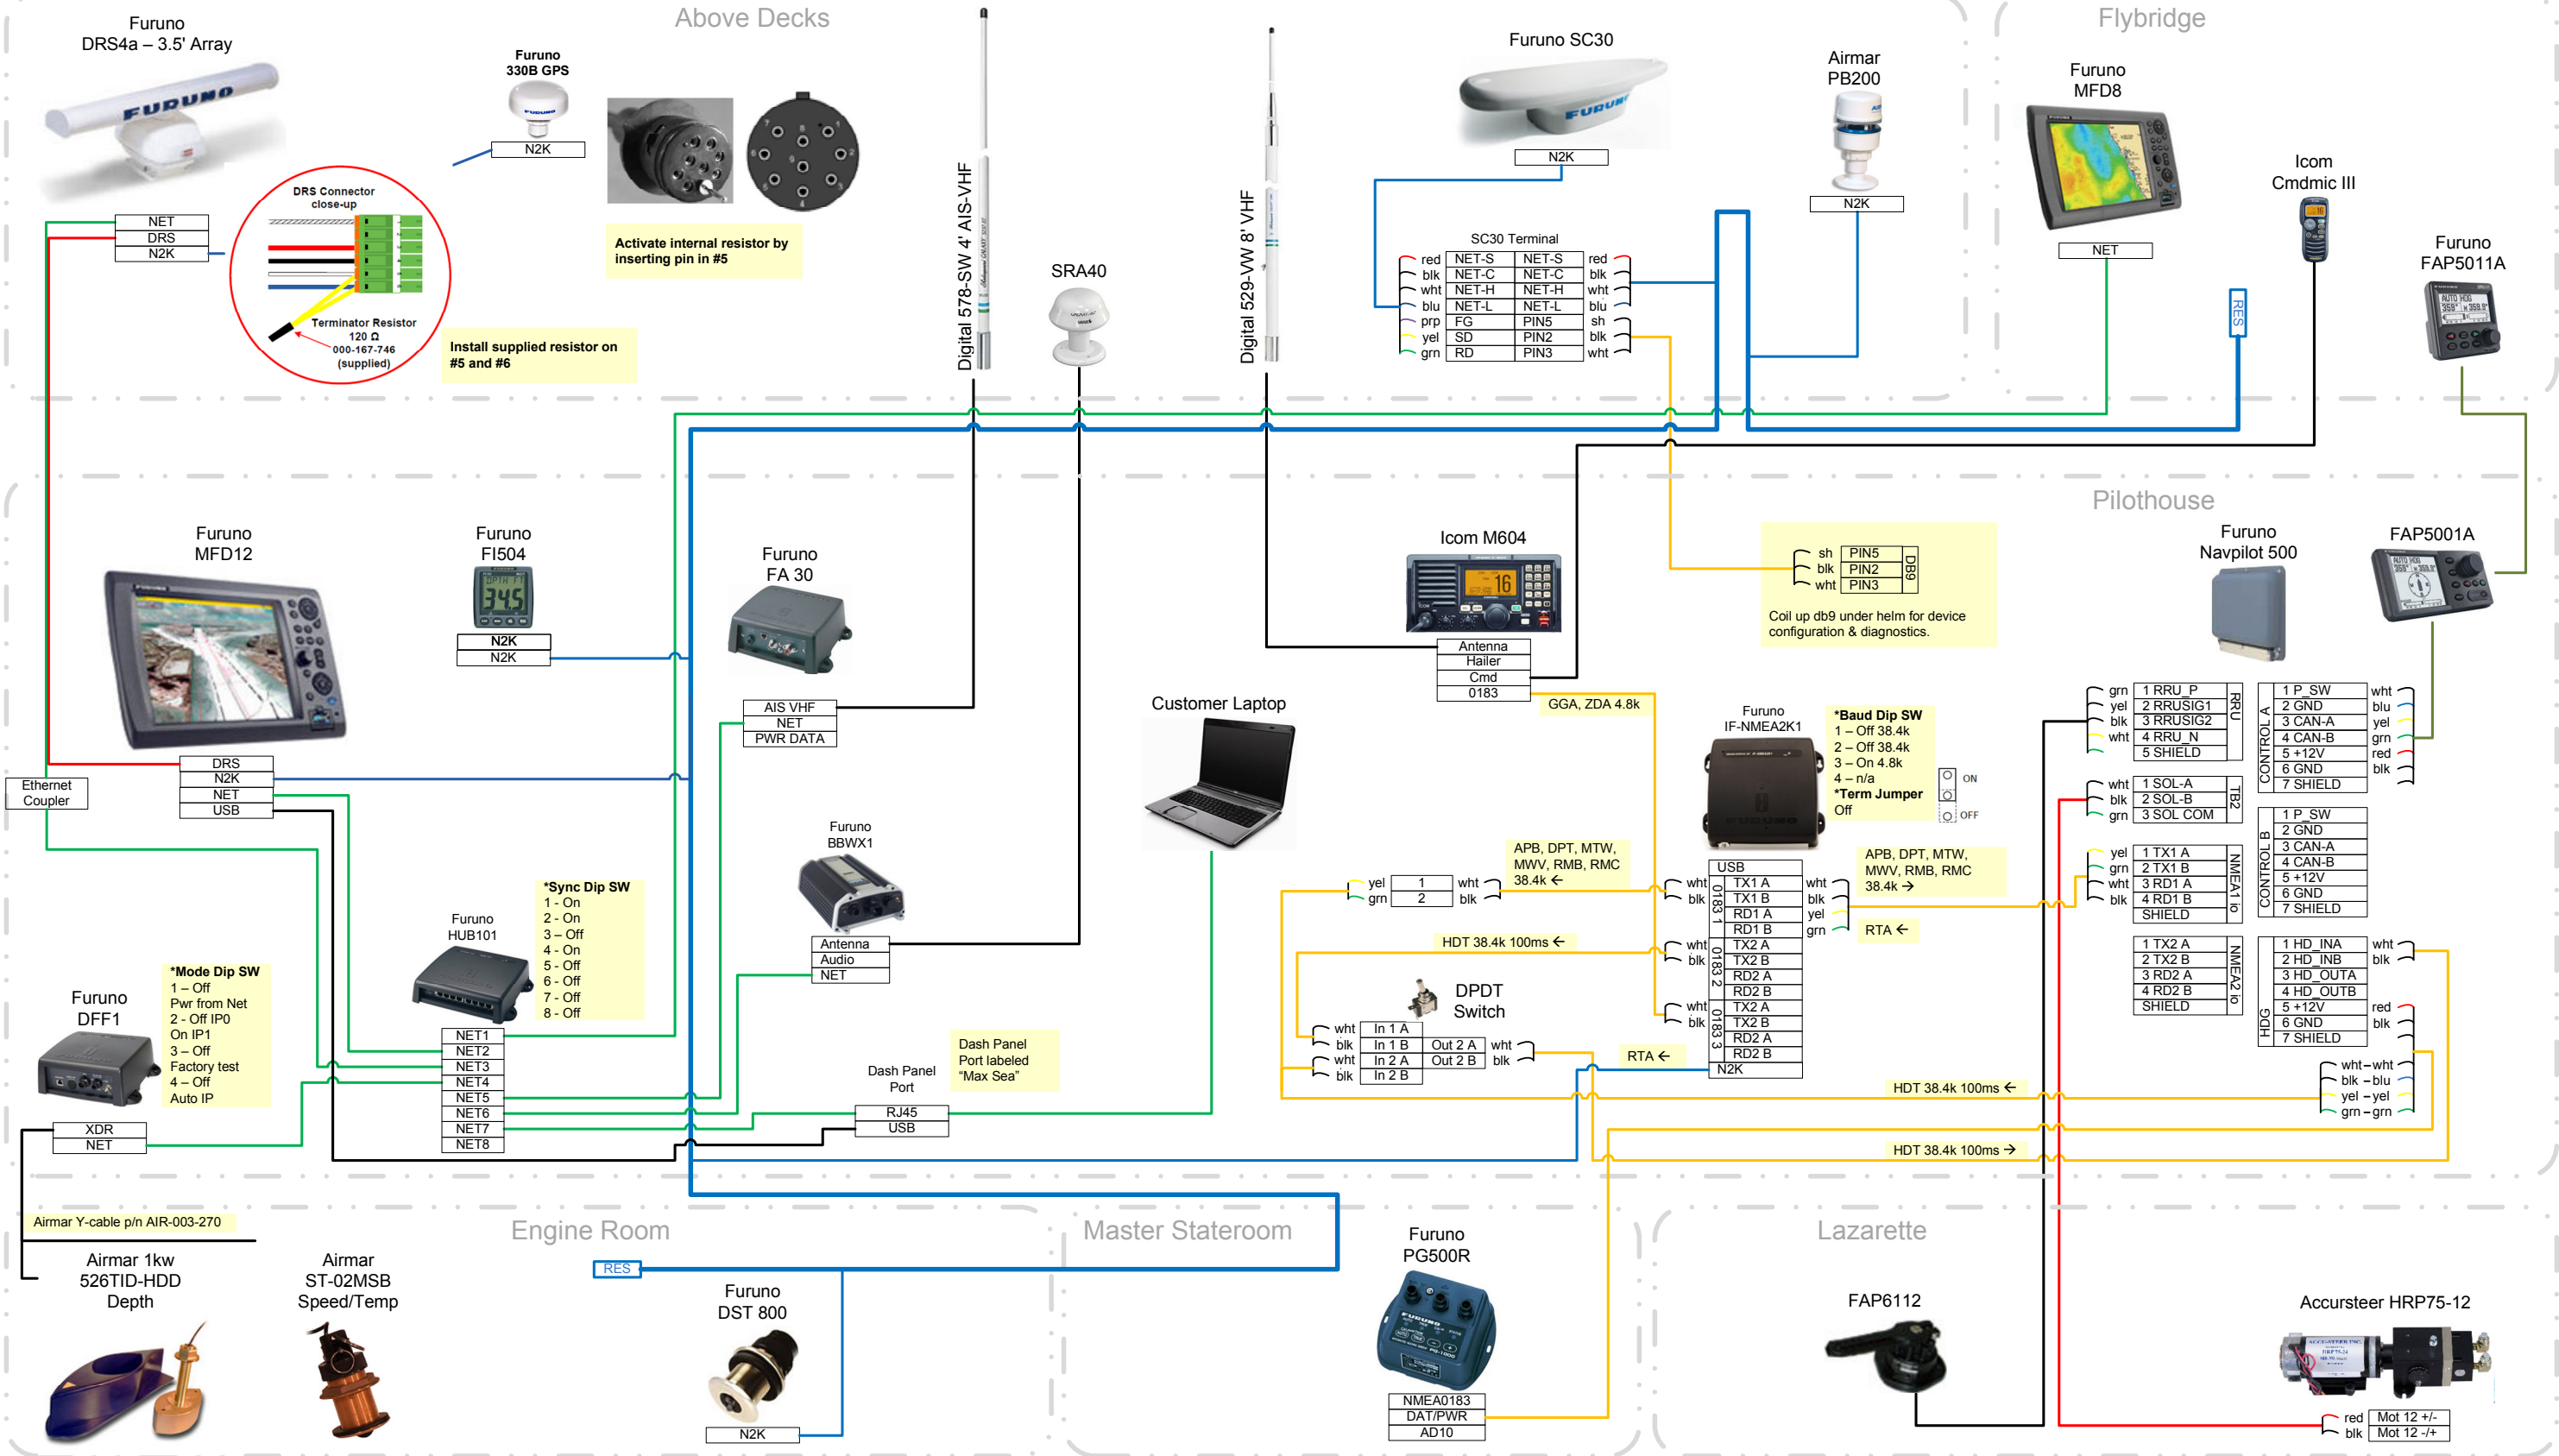 Above Decks
Flybridge
Furuno
DRS4a – 3.5' Array
FURUNO
NET
DRS
N2K
DRS Connector
close-up
Terminator Resistor
120 Ω
000-167-746
(supplied)
Install supplied resistor on
#5 and #6
Furuno
330B GPS
FURUNO
N2K
Activate internal resistor by
inserting pin in #5
Digital 578-SW 4' AIS-VHF
SRA40
Digital 529-VW 8' VHF
Furuno SC30
FURUNO
N2K
SC30 Terminal
red NET-S NET-S red
blk NET-C NET-C blk
wht NET-H NET-H wht
blu NET-L NET-L blu
prp FG PIN5 sh
yel SD PIN2 blk
grn RD PIN3 wht
Airmar
PB200
N2K
Furuno
MFD8
NET
Icom
Cmdmic III
RES
Furuno
FAP5011A
Pilothouse
Furuno
MFD12
DRS
N2K
NET
USB
Ethernet
Coupler
Furuno
FI504
34.5
N2K
N2K
Furuno
FA 30
AIS VHF
NET
PWR DATA
Icom M604
16
Antenna
Hailer
Cmd
0183
GGA, ZDA 4.8k
sh PIN5
blk PIN2
wht PIN3
DB9
Coil up db9 under helm for device
configuration & diagnostics.
Furuno
Navpilot 500
FAP5001A
Customer Laptop
Furuno
IF-NMEA2K1
*Baud Dip SW
1 – Off 38.4k
2 – Off 38.4k
3 – On 4.8k
4 – n/a
*Term Jumper
Off
ON
OFF
grn 1 RRU_P
yel 2 RRUSIG1
blk 3 RRUSIG2
wht 4 RRU_N
5 SHIELD
RRU
wht 1 SOL-A
blk 2 SOL-B
grn 3 SOL COM
TB2
yel 1 TX1 A
grn 2 TX1 B
wht 3 RD1 A
blk 4 RD1 B
SHIELD
NMEA1 io
1 TX2 A
2 TX2 B
3 RD2 A
4 RD2 B
SHIELD
NMEA2 io
CONTROL A
1 P_SW wht
2 GND blu
3 CAN-A yel
4 CAN-B grn
5 +12V red
6 GND blk
7 SHIELD
CONTROL B
1 P_SW
2 GND
3 CAN-A
4 CAN-B
5 +12V
6 GND
7 SHIELD
HDG
1 HD_INA wht
2 HD_INB blk
3 HD_OUTA
4 HD_OUTB
5 +12V red
6 GND blk
7 SHIELD
wht–wht
blk –blu
yel –yel
grn–grn
Furuno
BBWX1
Antenna
Audio
NET
APB, DPT, MTW,
MWV, RMB, RMC
38.4k ←
yel 1 wht
grn 2 blk
HDT 38.4k 100ms ←
DPDT
Switch
wht In 1 A
blk In 1 B Out 2 A wht
wht In 2 A Out 2 B blk
blk In 2 B
USB
wht TX1 A wht
blk TX1 B blk
RD1 A yel
RD1 B grn
0183 1
wht TX2 A
blk TX2 B
RD2 A
RD2 B
0183 2
wht TX2 A
blk TX2 B
RD2 A
RD2 B
0183 3
N2K
APB, DPT, MTW,
MWV, RMB, RMC
38.4k →
RTA ←
RTA ←
HDT 38.4k 100ms ←
HDT 38.4k 100ms →
Furuno
HUB101
*Sync Dip SW
1 - On
2 - On
3 – Off
4 - On
5 - Off
6 - Off
7 - Off
8 - Off
NET1
NET2
NET3
NET4
NET5
NET6
NET7
NET8
Furuno
DFF1
*Mode Dip SW
1 – Off
Pwr from Net
2 - Off IP0
On IP1
3 – Off
Factory test
4 – Off
Auto IP
XDR
NET
Dash Panel
Port
RJ45
USB
Dash Panel
Port labeled
“Max Sea”
Airmar Y-cable p/n AIR-003-270
Airmar 1kw
526TID-HDD
Depth
Airmar
ST-02MSB
Speed/Temp
Engine Room
RES
Furuno
DST 800
N2K
Master Stateroom
Furuno
PG500R
FURUNO
PG-1000
NMEA0183
DAT/PWR
AD10
Lazarette
FAP6112
Accursteer HRP75-12
red Mot 12 +/-
blk Mot 12 -/+